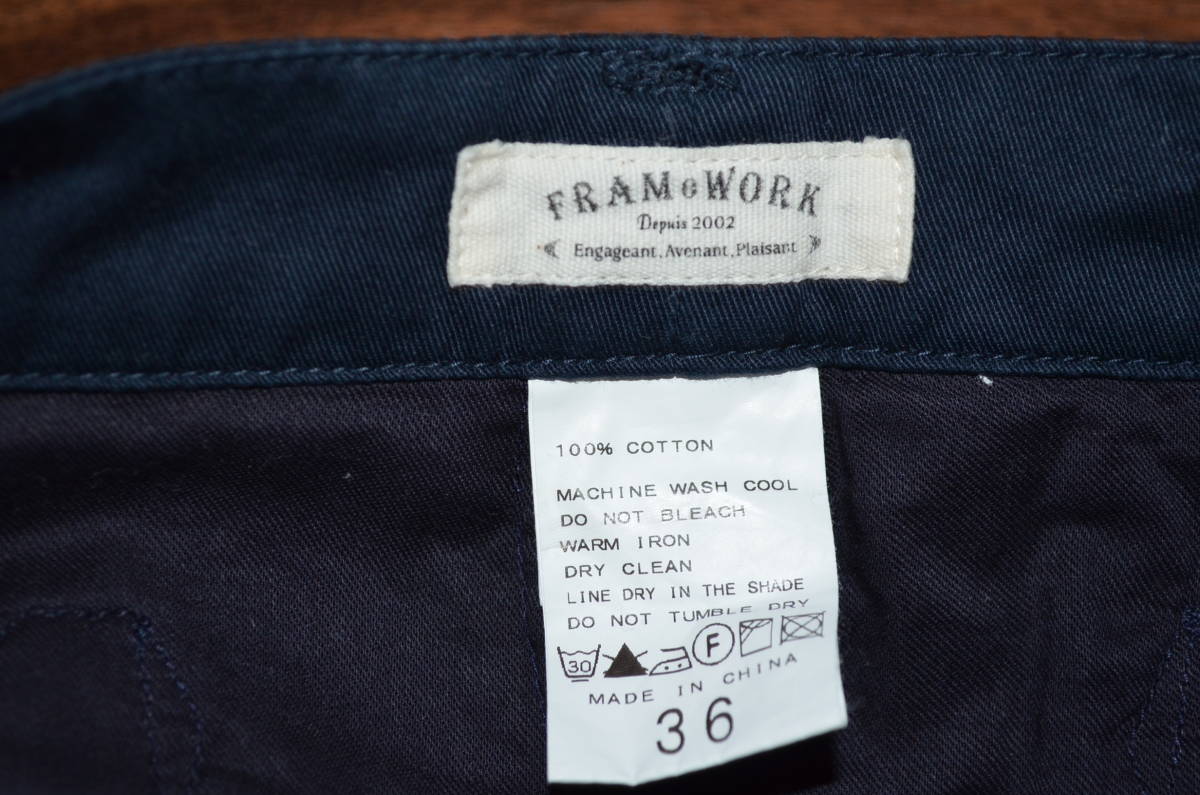 FRAMeWORK
Depuis 2002
Engageant, Avenant, Plaisant
100% COTTON
MACHINE WASH COOL
DO NOT BLEACH
WARM IRON
DRY CLEAN
LINE DRY IN THE SHADE
DO NOT TUMBLE DRY
30 F
MADE IN CHINA
36